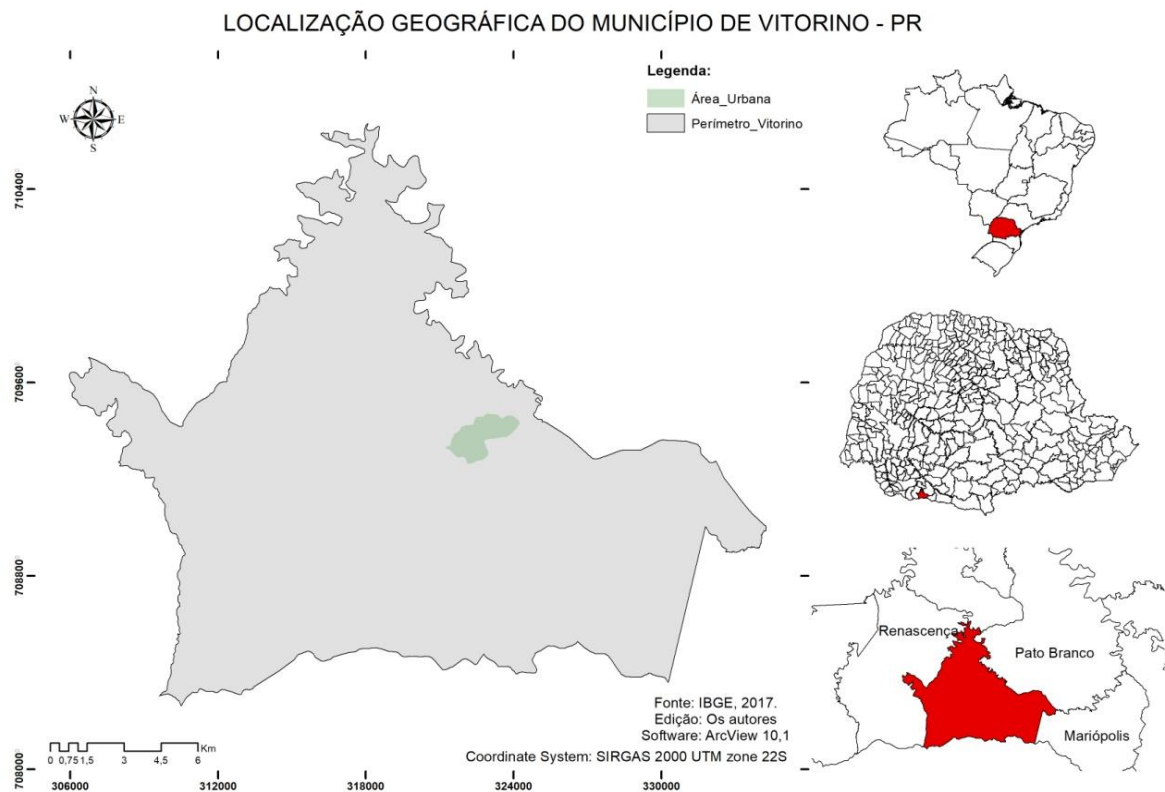 LOCALIZAÇÃO GEOGRÁFICA DO MUNICÍPIO DE VITORINO - PR
N
W E
S
Legenda:
Área_Urbana
Perímetro_Vitorino
710400
709600
708800
708000
Renascença
Pato Branco
Mariópolis
Fonte: IBGE, 2017.
Edição: Os autores
Software: ArcView 10,1
Coordinate System: SIRGAS 2000 UTM zone 22S
Km
0 0,751,5 3 4,5 6
306000 312000 318000 324000 330000